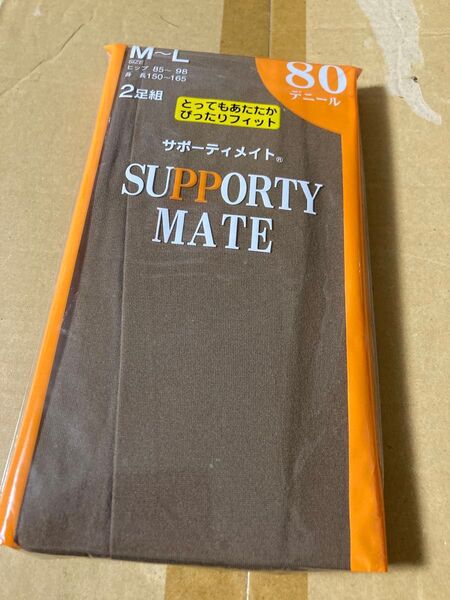 M〜L
SIZE
ヒップ 85〜98
身 長150〜165
2足組
80
デニール
とってもあたたか
ぴったりフィット
サポーティメイト®
SUPPORTY
MATE